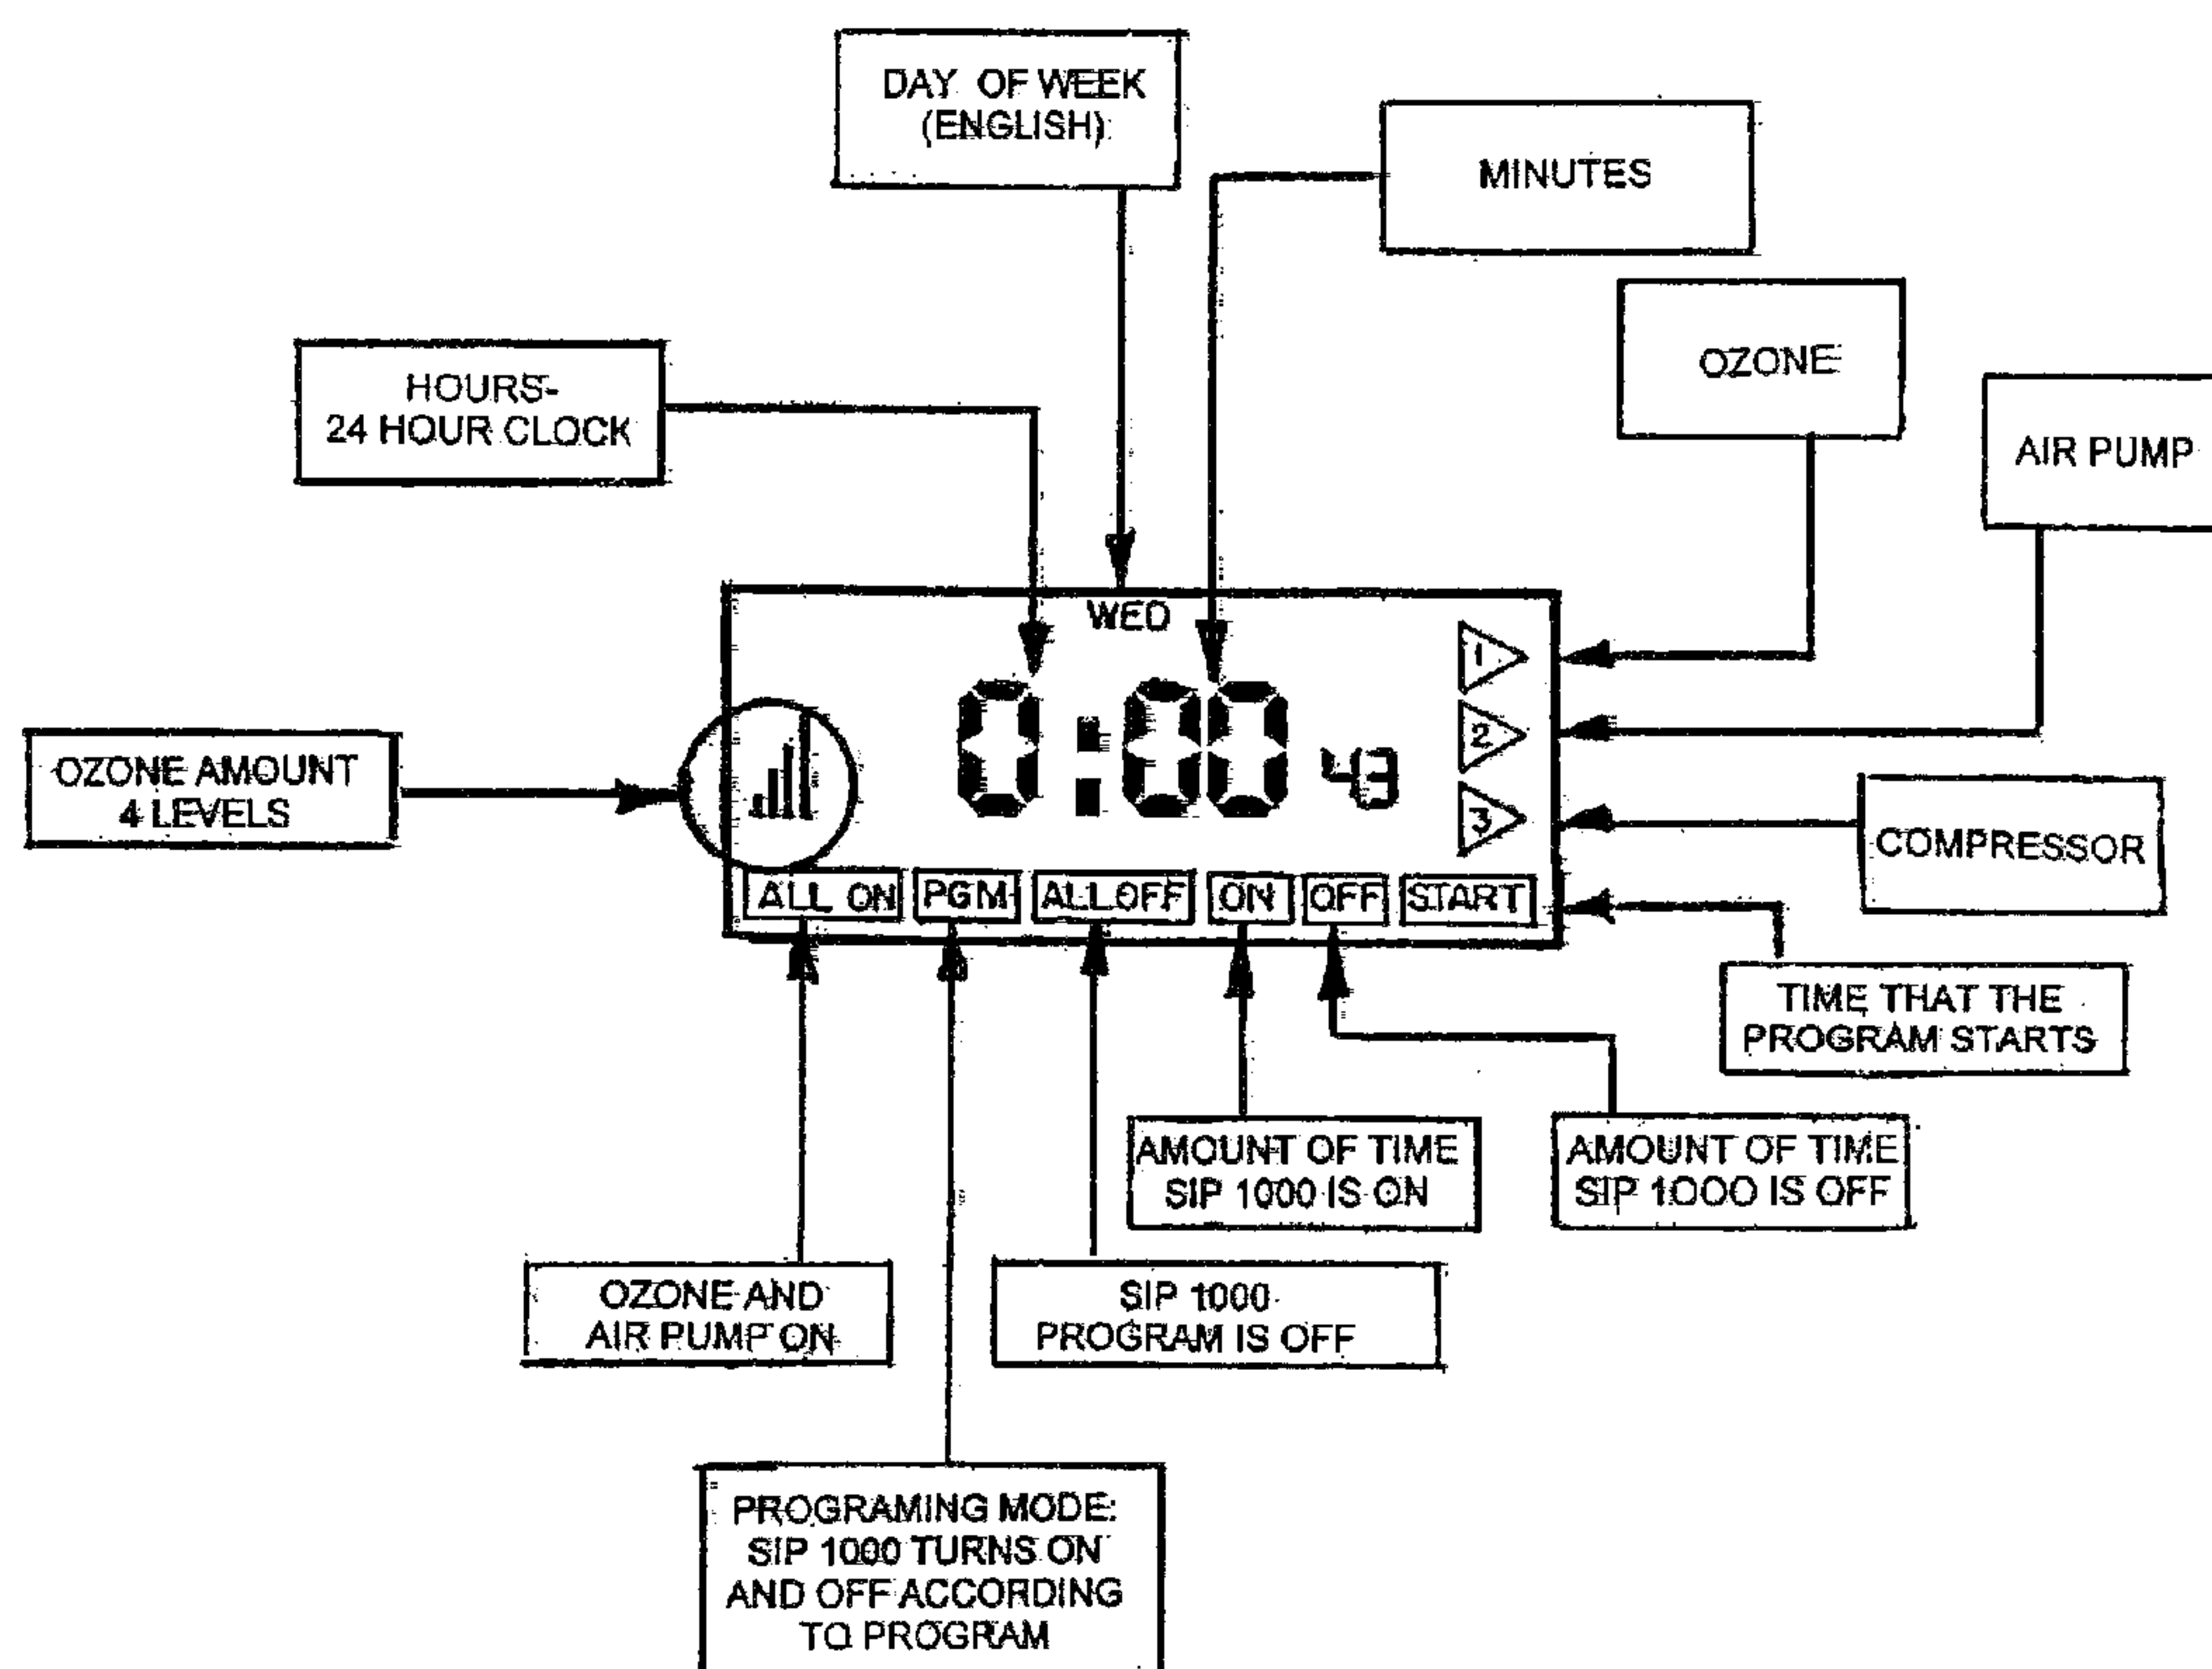 DAY OF WEEK
(ENGLISH)
MINUTES
OZONE
HOURS-
24 HOUR CLOCK
AIR PUMP
WED
1
0:00 43
2
3
OZONE AMOUNT
4 LEVELS
COMPRESSOR
ALL ON PGM ALL OFF ON OFF START
TIME THAT THE
PROGRAM STARTS
AMOUNT OF TIME
SIP 1000 IS ON
AMOUNT OF TIME
SIP 1000 IS OFF
OZONE AND
AIR PUMP ON
SIP 1000
PROGRAM IS OFF
PROGRAMING MODE:
SIP 1000 TURNS ON
AND OFF ACCORDING
TO PROGRAM